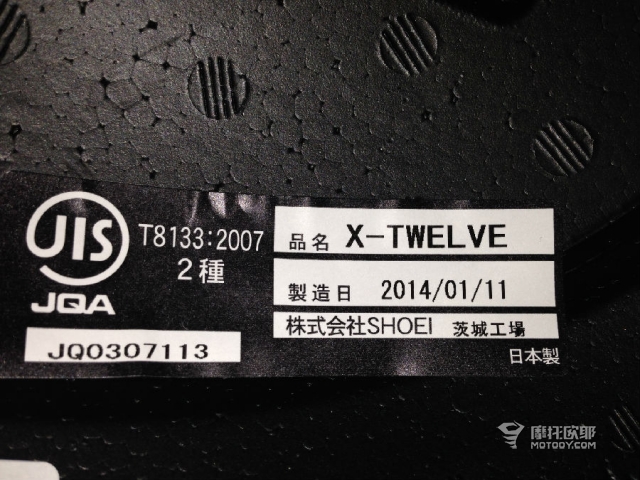 JIS
JQA
T8133:2007
2種
JQ0307113
品名 X-TWELVE
製造日 2014/01/11
株式会社SHOEI 茨城工場
日本製
摩托欧耶
MOTOOY.COM